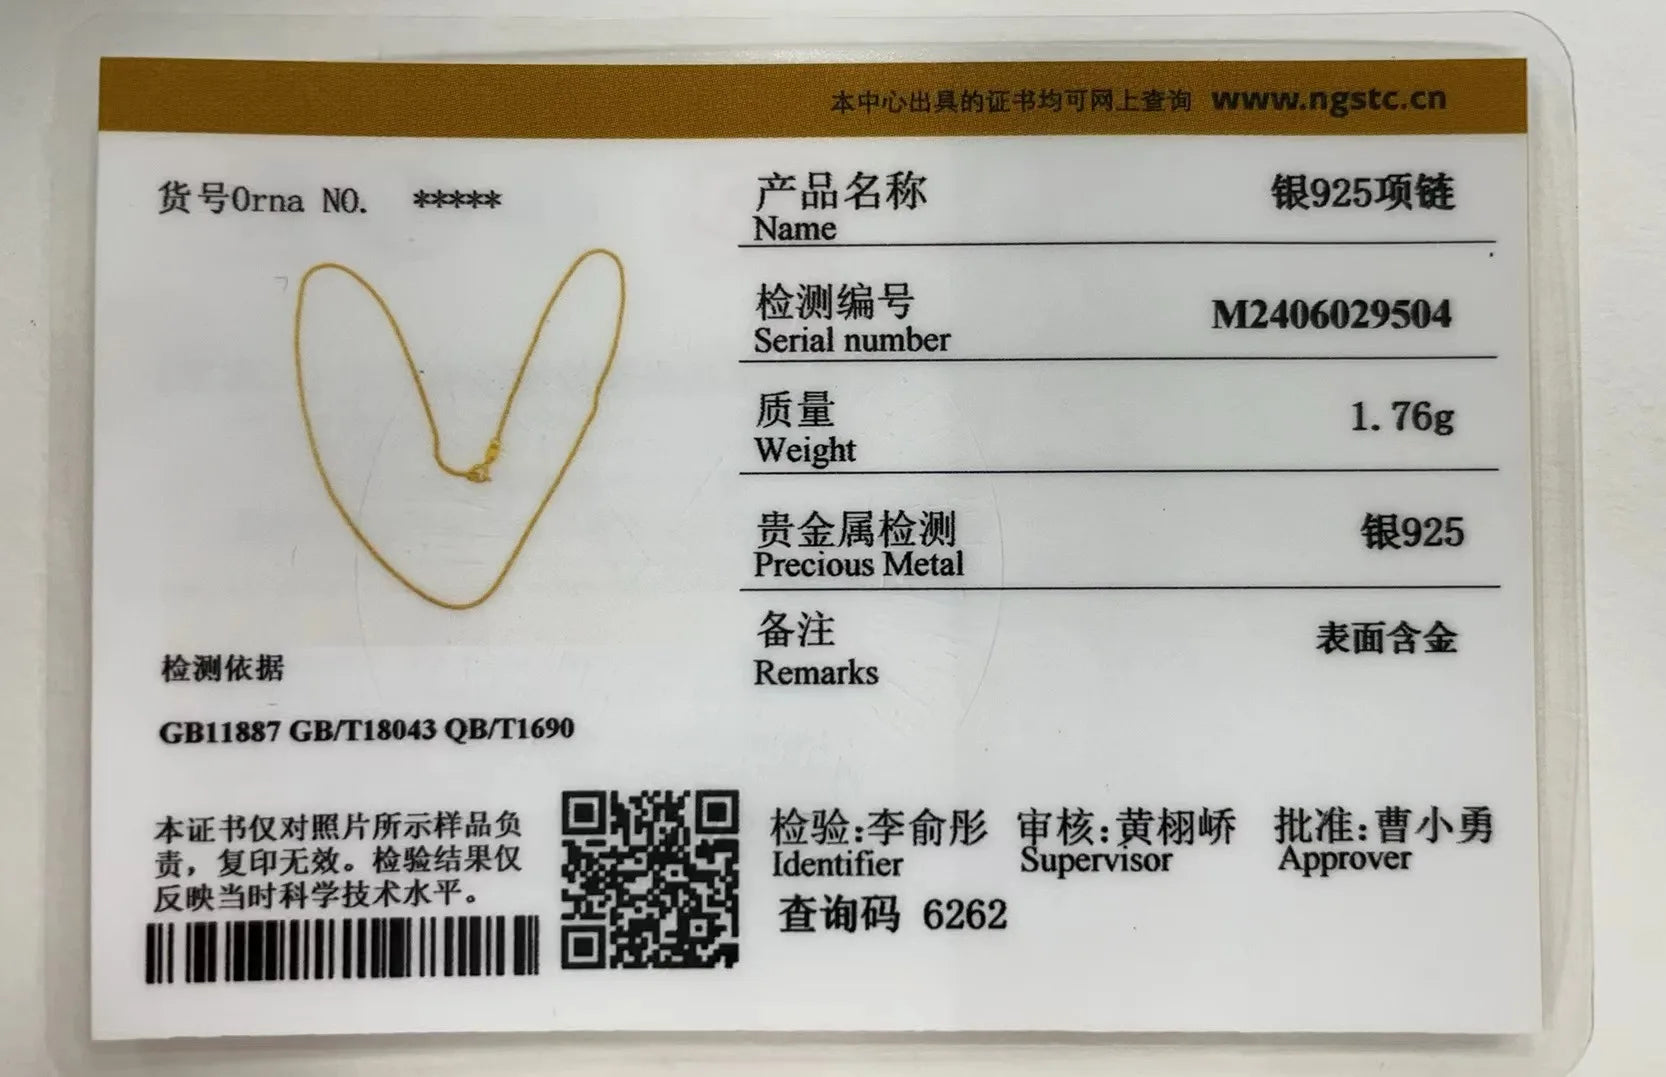 本中心出具的证书均可网上查询 www.ngstc.cn
货号Orna NO. *****
产品名称 银925项链
Name
检测编号 M2406029504
Serial number
质量 1.76g
Weight
贵金属检测 银925
Precious Metal
备注 表面含金
Remarks
检测依据
GB11887 GB/T18043 QB/T1690
本证书仅对照片所示样品负
责，复印无效。检验结果仅
反映当时科学技术水平。
检验:李俞彤 审核:黄栩峤 批准:曹小勇
Identifier Supervisor Approver
查询码 6262